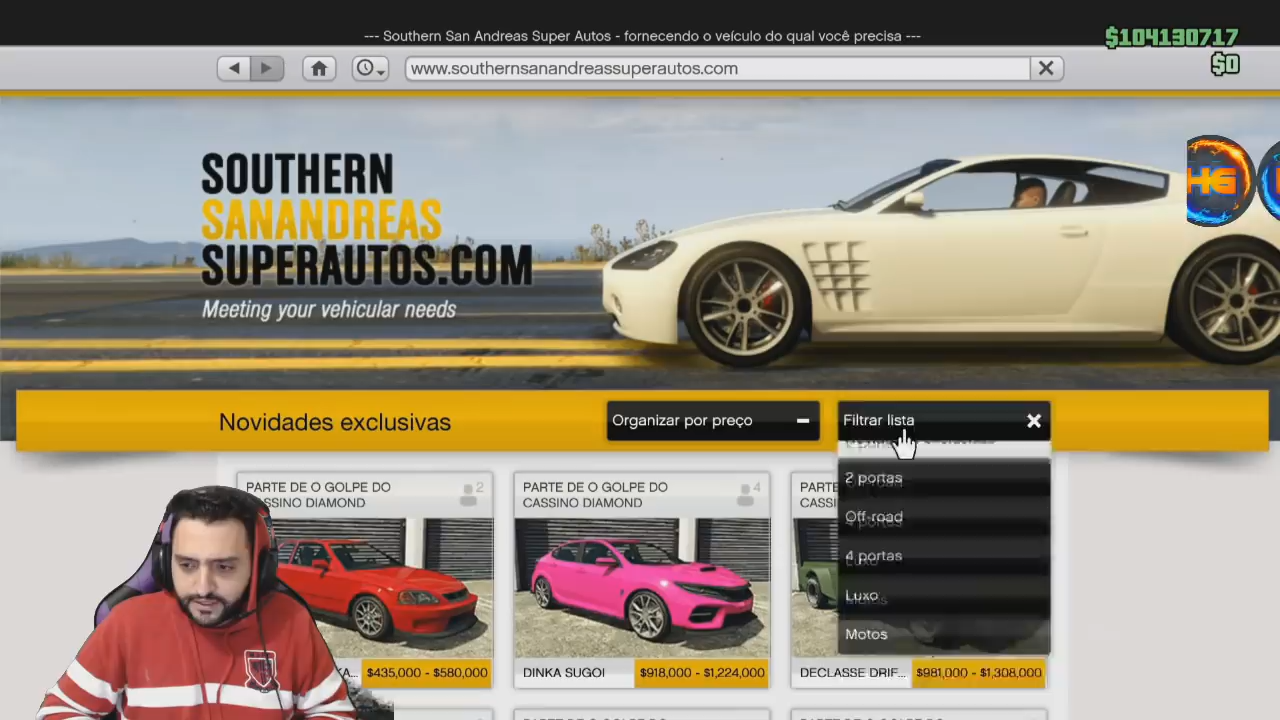 --- Southern San Andreas Super Autos - fornecendo o veículo do qual você precisa ---
$104130717
$0
www.southernsanandreassuperautos.com
SOUTHERN
SANANDREAS
SUPERAUTOS.COM
Meeting your vehicular needs
HG
Novidades exclusivas
Organizar por preço
Filtrar lista
2 portas
Off-road
4 portas
Luxo
Motos
PARTE DE O GOLPE DO
CASSINO DIAMOND
2
PARTE DE O GOLPE DO
CASSINO DIAMOND
4
PARTE
CASSI
$435,000 - $580,000
DINKA SUGOI
$918,000 - $1,224,000
DECLASSE DRIF...
$981,000 - $1,308,000